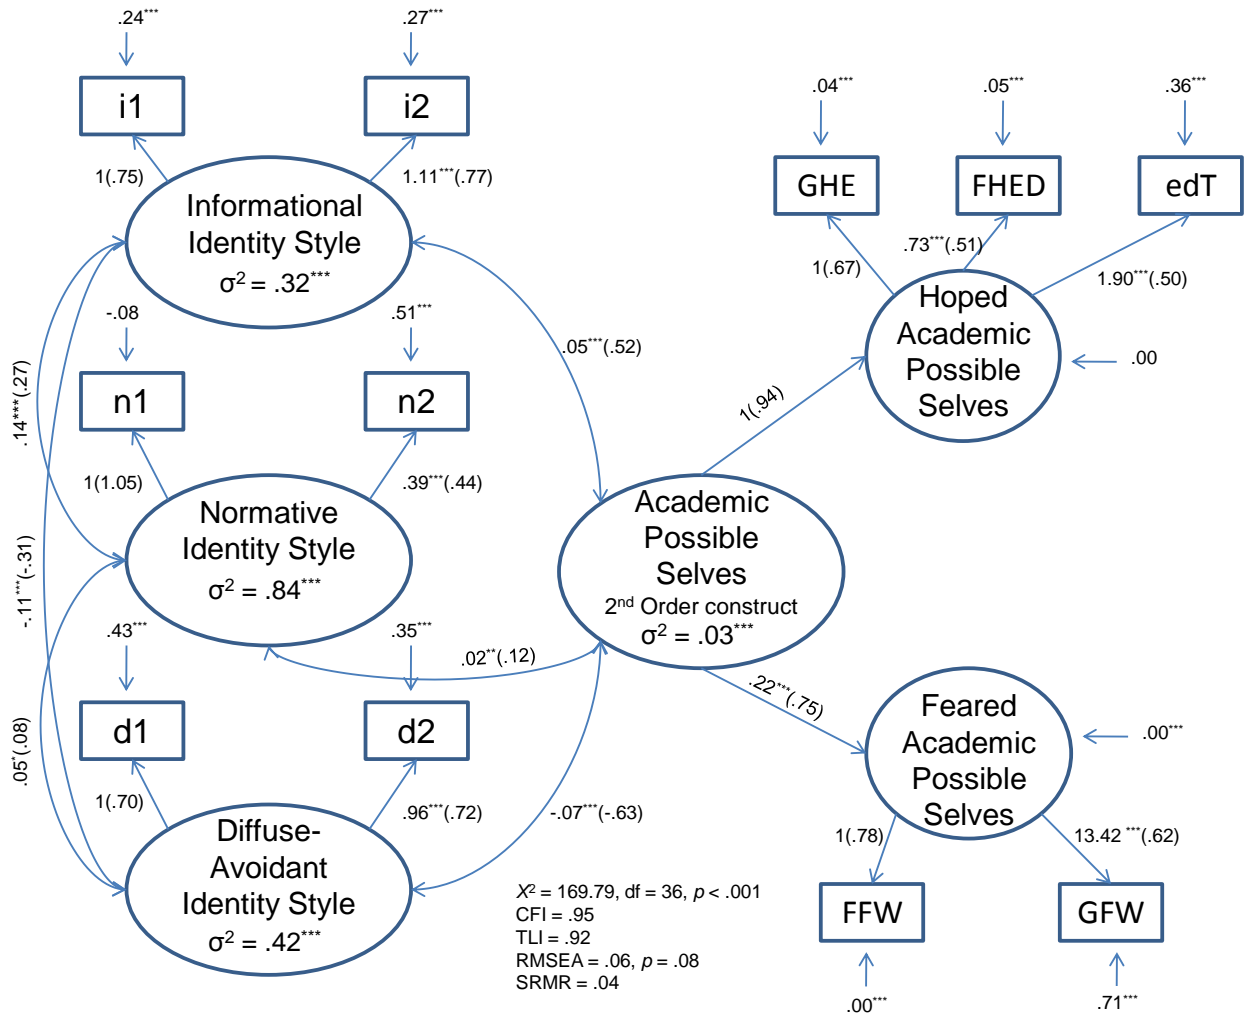 .24***
.27***
i1
i2
1(.75)
1.11***(.77)
Informational
Identity Style
σ² = .32***
-.08
.51***
n1
n2
1(1.05)
.39***(.44)
Normative
Identity Style
σ² = .84***
.43***
.35***
d1
d2
1(.70)
.96***(.72)
Diffuse-
Avoidant
Identity Style
σ² = .42***
.14***(.27)
-.11***(-.31)
.05*(.08)
.05***(.52)
.02**(.12)
-.07***(-.63)
Academic
Possible
Selves
2nd Order construct
σ² = .03***
1(.94)
.22***(.75)
.04***
.05***
.36***
GHE
FHED
edT
1(.67)
.73***(.51)
1.90***(.50)
Hoped
Academic
Possible
Selves
.00
Feared
Academic
Possible
Selves
.00***
1(.78)
13.42 ***(.62)
FFW
GFW
.00***
.71***
X² = 169.79, df = 36, p < .001
CFI = .95
TLI = .92
RMSEA = .06, p = .08
SRMR = .04